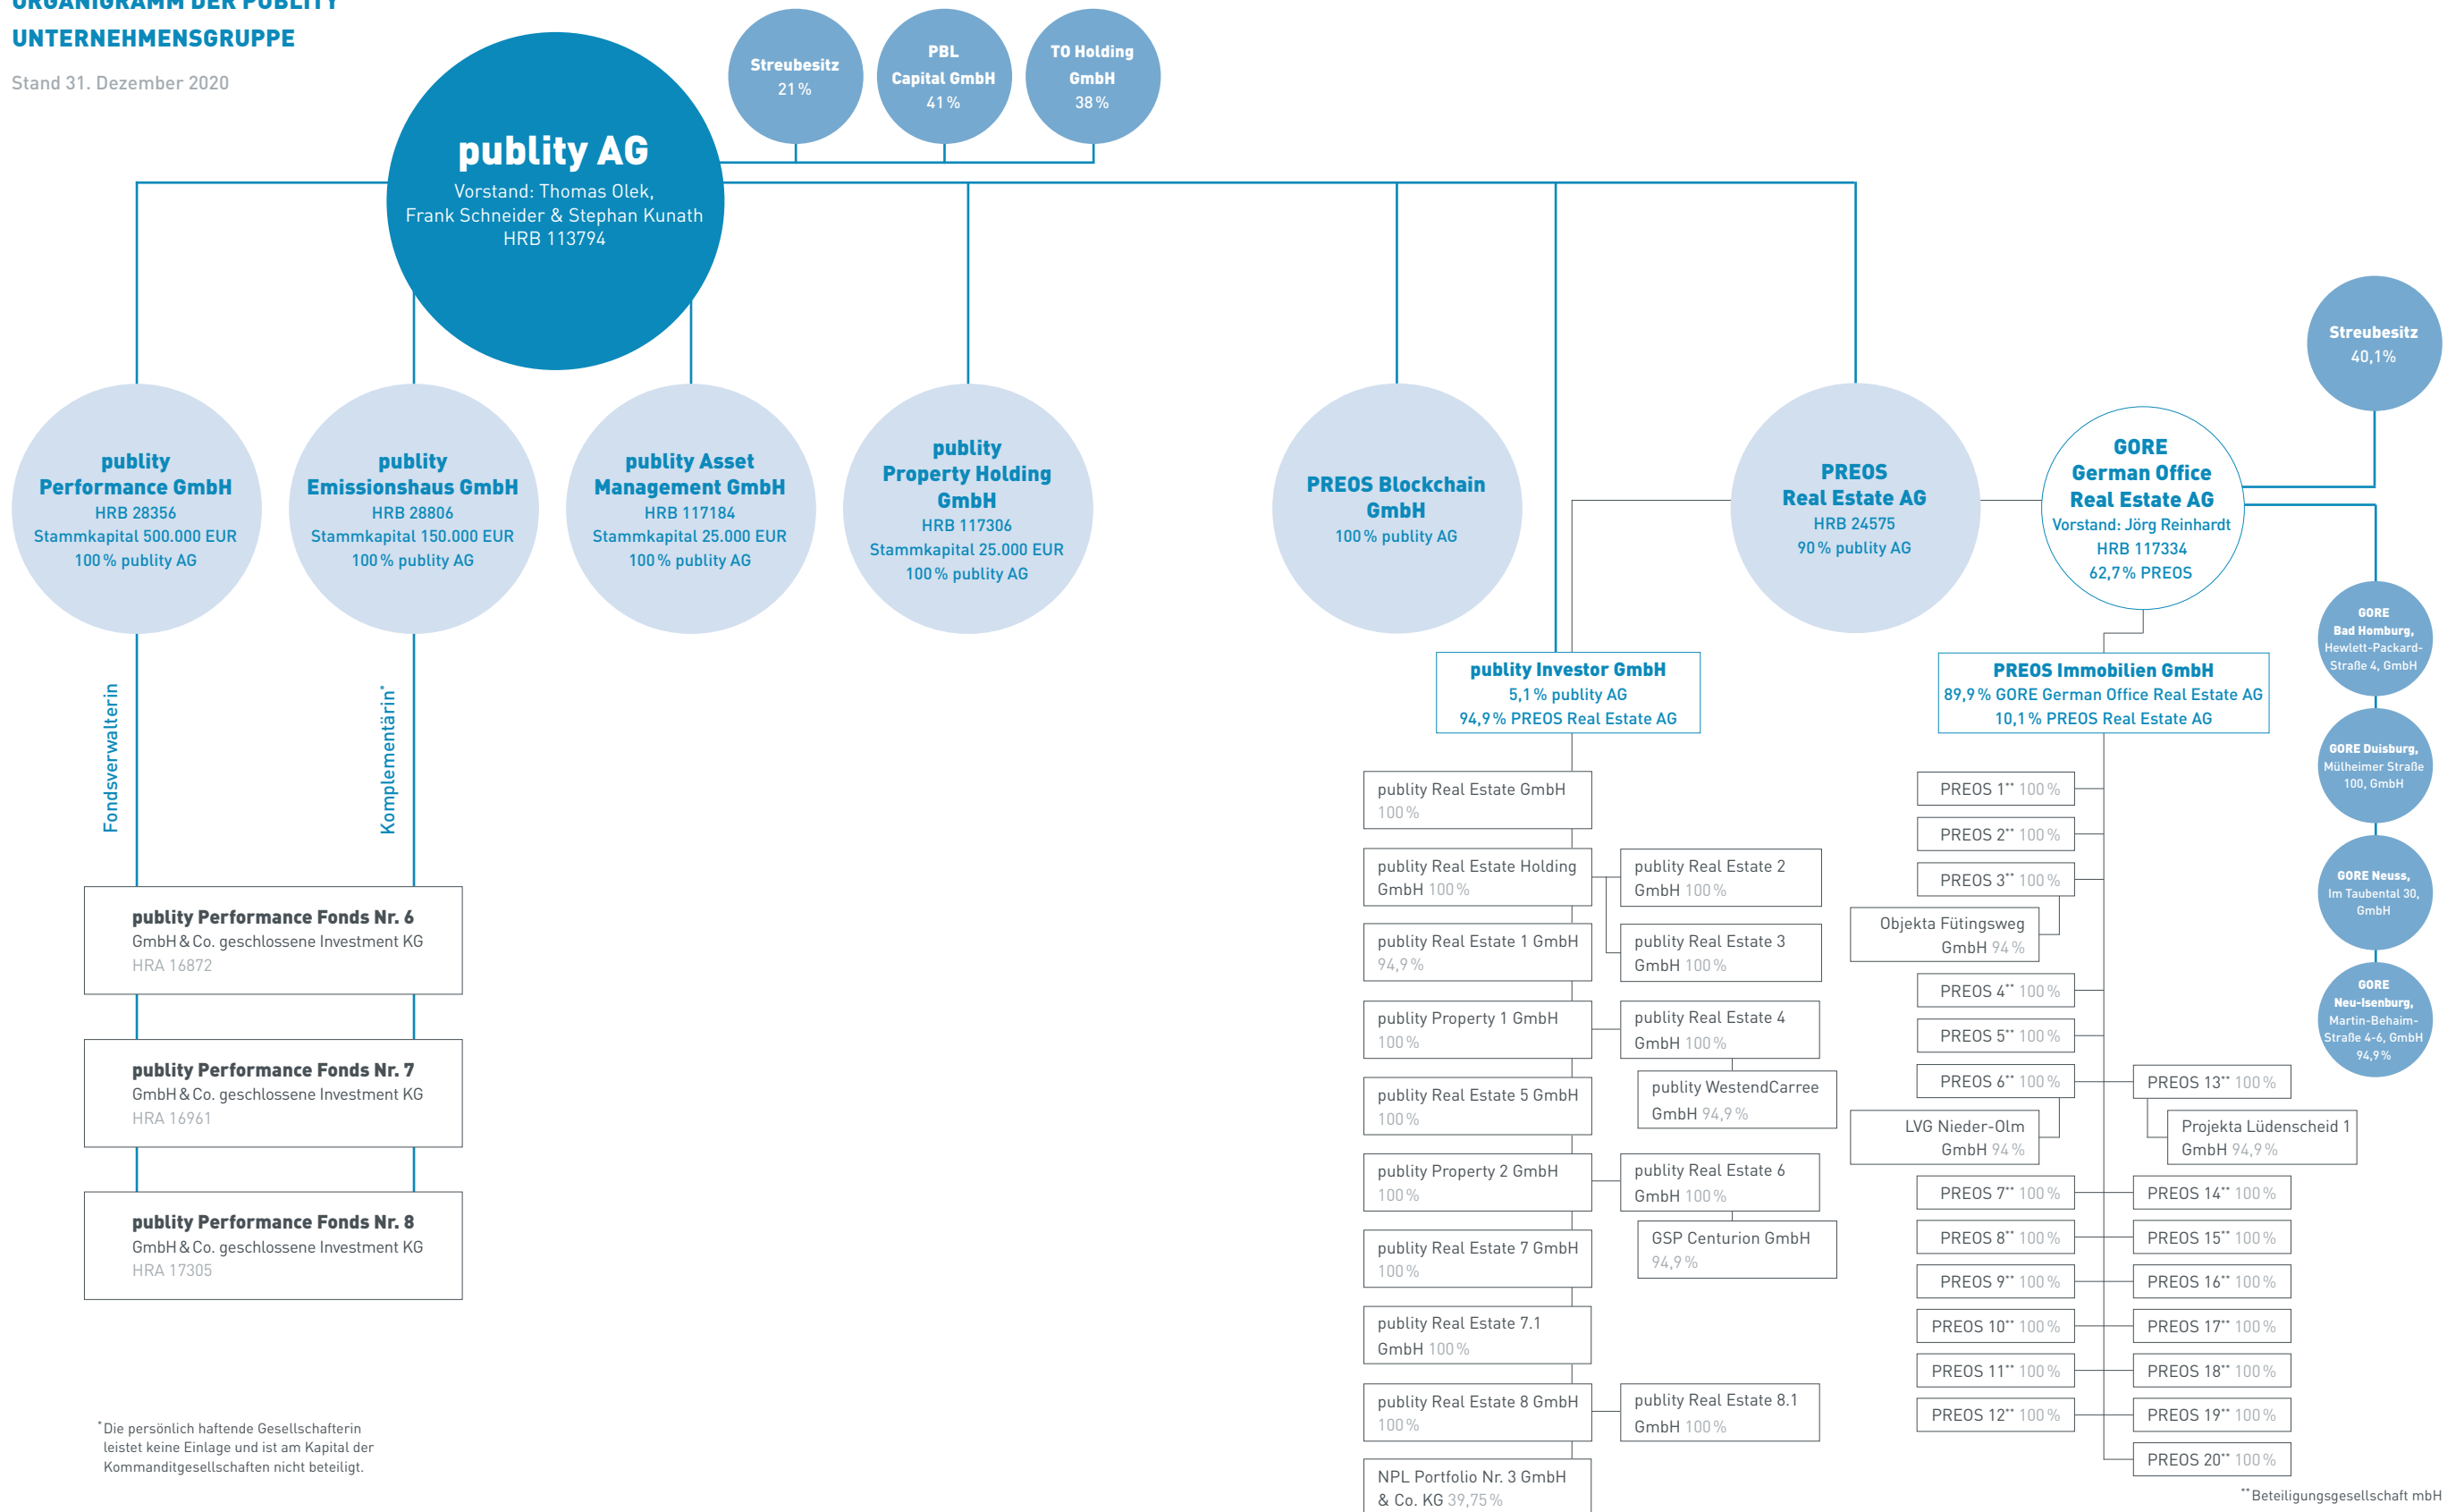 ORGANIGRAMM DER PUBLITY
UNTERNEHMENSGRUPPE
Stand 31. Dezember 2020
publity AG
Vorstand: Thomas Olek,
Frank Schneider & Stephan Kunath
HRB 113794
Streubesitz
21 %
PBL
Capital GmbH
41 %
TO Holding
GmbH
38 %
publity
Performance GmbH
HRB 28356
Stammkapital 500.000 EUR
100 % publity AG
publity
Emissionshaus GmbH
HRB 28806
Stammkapital 150.000 EUR
100 % publity AG
publity Asset
Management GmbH
HRB 117184
Stammkapital 25.000 EUR
100 % publity AG
publity
Property Holding
GmbH
HRB 117306
Stammkapital 25.000 EUR
100 % publity AG
PREOS Blockchain
GmbH
100 % publity AG
PREOS
Real Estate AG
HRB 24575
90 % publity AG
GORE
German Office
Real Estate AG
Vorstand: Jörg Reinhardt
HRB 117334
62,7 % PREOS
Streubesitz
40,1%
GORE
Bad Homburg,
Hewlett-Packard-
Straße 4, GmbH
GORE Duisburg,
Mülheimer Straße
100, GmbH
GORE Neuss,
Im Taubental 30,
GmbH
GORE
Neu-Isenburg,
Martin-Behaim-
Straße 4-6, GmbH
94,9 %
Fondsverwalterin
Komplementärin*
publity Performance Fonds Nr. 6
GmbH & Co. geschlossene Investment KG
HRA 16872
publity Performance Fonds Nr. 7
GmbH & Co. geschlossene Investment KG
HRA 16961
publity Performance Fonds Nr. 8
GmbH & Co. geschlossene Investment KG
HRA 17305
publity Investor GmbH
5,1 % publity AG
94,9 % PREOS Real Estate AG
publity Real Estate GmbH
100 %
publity Real Estate Holding
GmbH 100 %
publity Real Estate 2
GmbH 100 %
publity Real Estate 1 GmbH
94,9 %
publity Real Estate 3
GmbH 100 %
publity Property 1 GmbH
100 %
publity Real Estate 4
GmbH 100 %
publity WestendCarree
GmbH 94,9 %
publity Real Estate 5 GmbH
100 %
publity Property 2 GmbH
100 %
publity Real Estate 6
GmbH 100 %
GSP Centurion GmbH
94,9 %
publity Real Estate 7 GmbH
100 %
publity Real Estate 7.1
GmbH 100 %
publity Real Estate 8 GmbH
100 %
publity Real Estate 8.1
GmbH 100 %
NPL Portfolio Nr. 3 GmbH
& Co. KG 39,75 %
PREOS Immobilien GmbH
89,9 % GORE German Office Real Estate AG
10,1 % PREOS Real Estate AG
PREOS 1** 100 %
PREOS 2** 100 %
PREOS 3** 100 %
Objekta Fütingsweg
GmbH 94 %
PREOS 4** 100 %
PREOS 5** 100 %
PREOS 6** 100 %
LVG Nieder-Olm
GmbH 94 %
PREOS 7** 100 %
PREOS 8** 100 %
PREOS 9** 100 %
PREOS 10** 100 %
PREOS 11** 100 %
PREOS 12** 100 %
PREOS 13** 100 %
Projekta Lüdenscheid 1
GmbH 94,9 %
PREOS 14** 100 %
PREOS 15** 100 %
PREOS 16** 100 %
PREOS 17** 100 %
PREOS 18** 100 %
PREOS 19** 100 %
PREOS 20** 100 %
* Die persönlich haftende Gesellschafterin
leistet keine Einlage und ist am Kapital der
Kommanditgesellschaften nicht beteiligt.
** Beteiligungsgesellschaft mbH